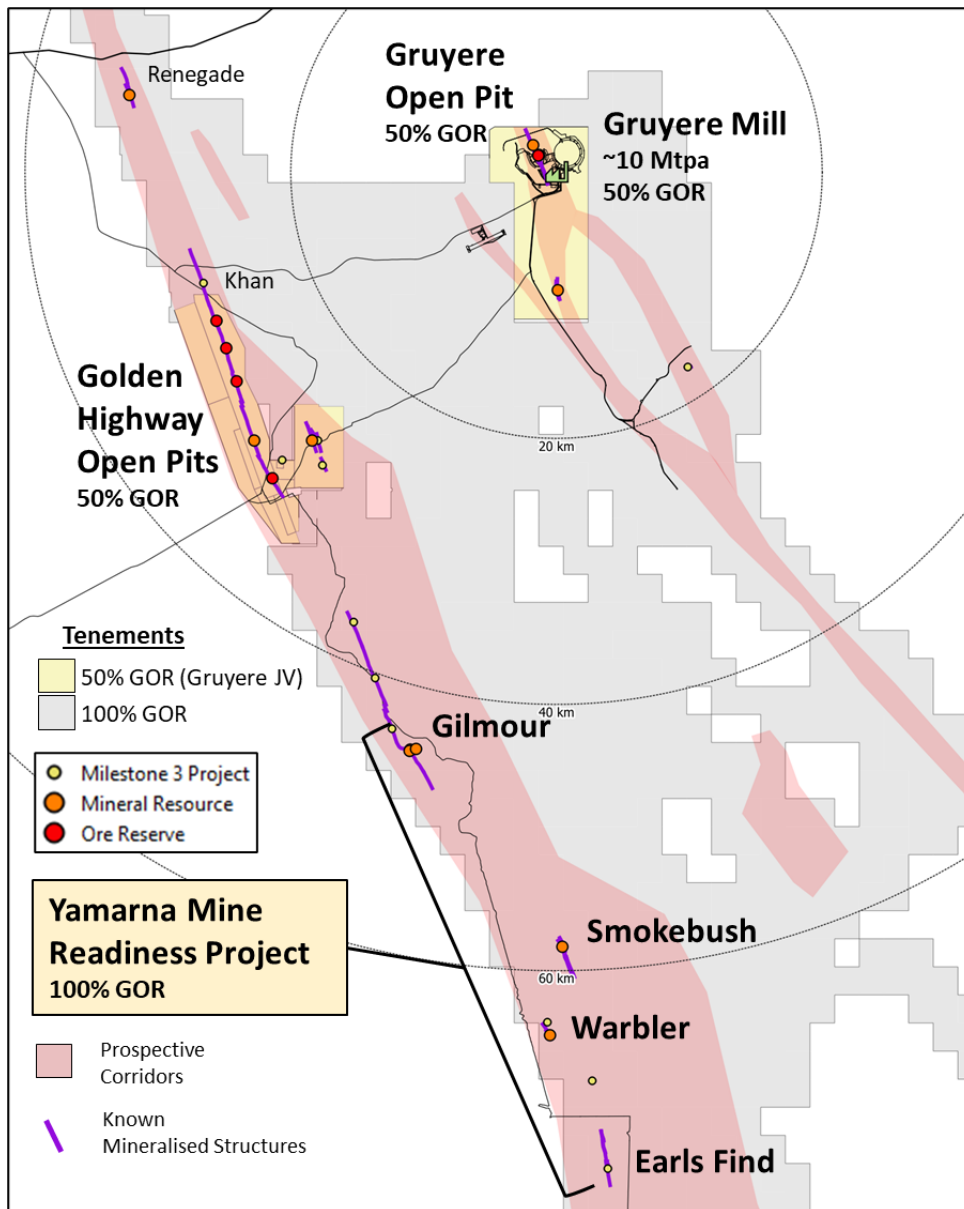 Renegade
Gruyere
Open Pit
50% GOR
Gruyere Mill
~10 Mtpa
50% GOR
Khan
Golden
Highway
Open Pits
50% GOR
20 km
Tenements
50% GOR (Gruyere JV)
100% GOR
40 km
Gilmour
Milestone 3 Project
Mineral Resource
Ore Reserve
Yamarna Mine
Readiness Project
100% GOR
Smokebush
60 km
Warbler
Prospective
Corridors
Known
Mineralised Structures
Earls Find